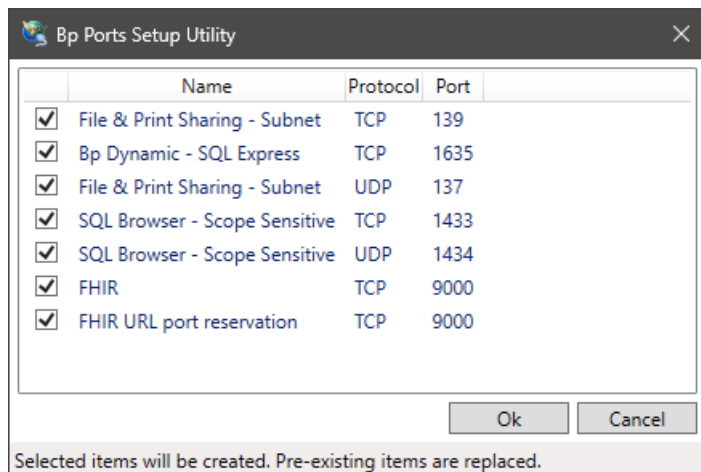 Bp Ports Setup Utility
Name Protocol Port
File & Print Sharing - Subnet TCP 139
Bp Dynamic - SQL Express TCP 1635
File & Print Sharing - Subnet UDP 137
SQL Browser - Scope Sensitive TCP 1433
SQL Browser - Scope Sensitive UDP 1434
FHIR TCP 9000
FHIR URL port reservation TCP 9000
Ok Cancel
Selected items will be created. Pre-existing items are replaced.